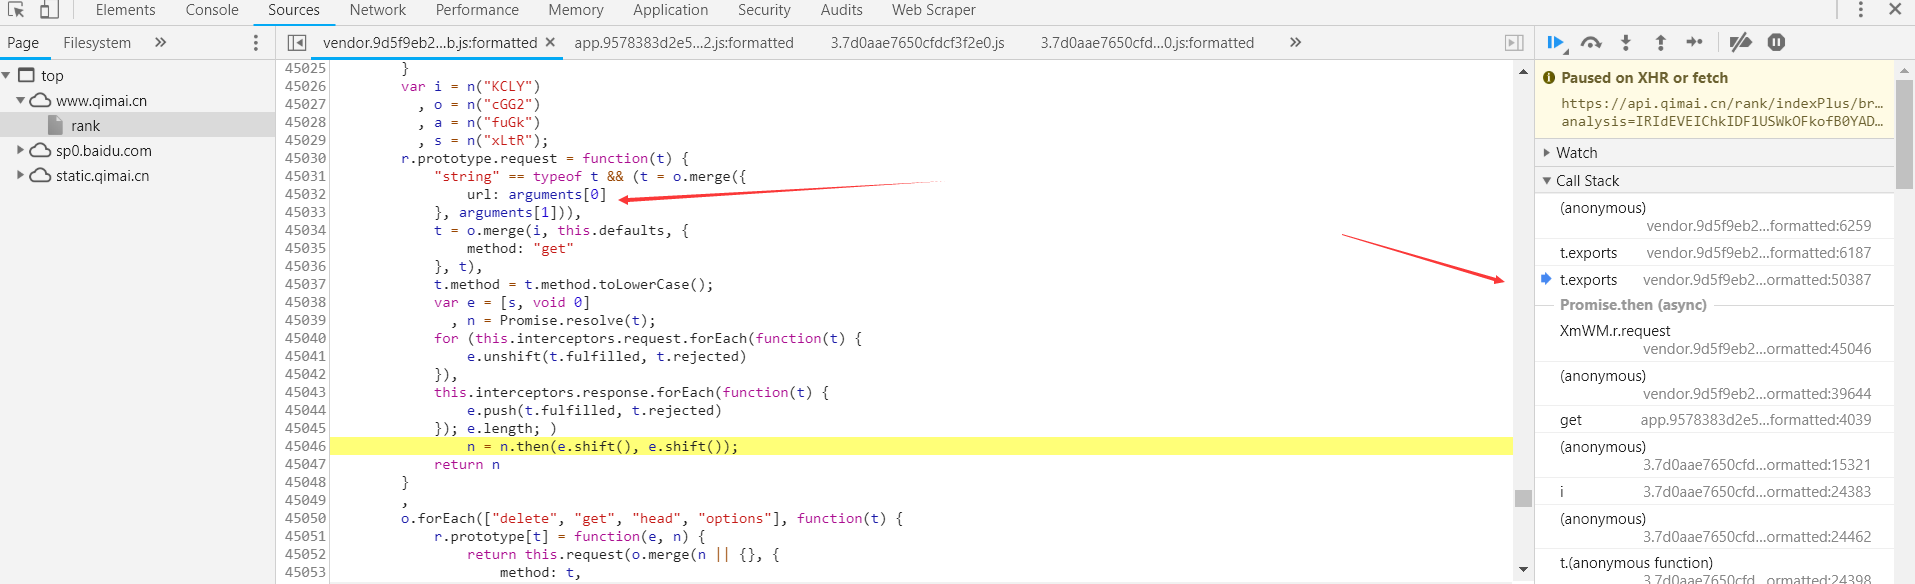 Elements Console Sources Network Performance Memory Application Security Audits Web Scraper
Page Filesystem »
vendor.9d5f9eb2...b.js:formatted × app.9578383d2e5...2.js:formatted 3.7d0aae7650cfdcf3f2e0.js 3.7d0aae7650cfd...0.js:formatted »
top
www.qimai.cn
rank
sp0.baidu.com
static.qimai.cn
45025 }
45026 var i = n("KCLY")
45027 , o = n("cGG2")
45028 , a = n("fuGk")
45029 , s = n("xLtR");
45030 r.prototype.request = function(t) {
45031 "string" == typeof t && (t = o.merge({
45032 url: arguments[0]
45033 }, arguments[1])),
45034 t = o.merge(i, this.defaults, {
45035 method: "get"
45036 }, t),
45037 t.method = t.method.toLowerCase();
45038 var e = [s, void 0]
45039 , n = Promise.resolve(t);
45040 for (this.interceptors.request.forEach(function(t) {
45041 e.unshift(t.fulfilled, t.rejected)
45042 }),
45043 this.interceptors.response.forEach(function(t) {
45044 e.push(t.fulfilled, t.rejected)
45045 }); e.length; )
45046 n = n.then(e.shift(), e.shift());
45047 return n
45048 }
45049 ,
45050 o.forEach(["delete", "get", "head", "options"], function(t) {
45051 r.prototype[t] = function(e, n) {
45052 return this.request(o.merge(n || {}, {
45053 method: t,
Paused on XHR or fetch
https://api.qimai.cn/rank/indexPlus/br...
analysis=IRIdEVEIChkIDF1USWkOFkofB0YAD...
Watch
Call Stack
(anonymous)
vendor.9d5f9eb2...formatted:6259
t.exports vendor.9d5f9eb2...formatted:6187
t.exports vendor.9d5f9eb2...ormatted:50387
Promise.then (async)
XmWM.r.request
vendor.9d5f9eb2...ormatted:45046
(anonymous)
vendor.9d5f9eb2...ormatted:39644
get app.9578383d2e5...formatted:4039
(anonymous)
3.7d0aae7650cfd...ormatted:15321
i 3.7d0aae7650cfd...ormatted:24383
(anonymous)
3.7d0aae7650cfd...ormatted:24462
t.(anonymous function)
3.7d0aae7650cfd...ormatted:24398